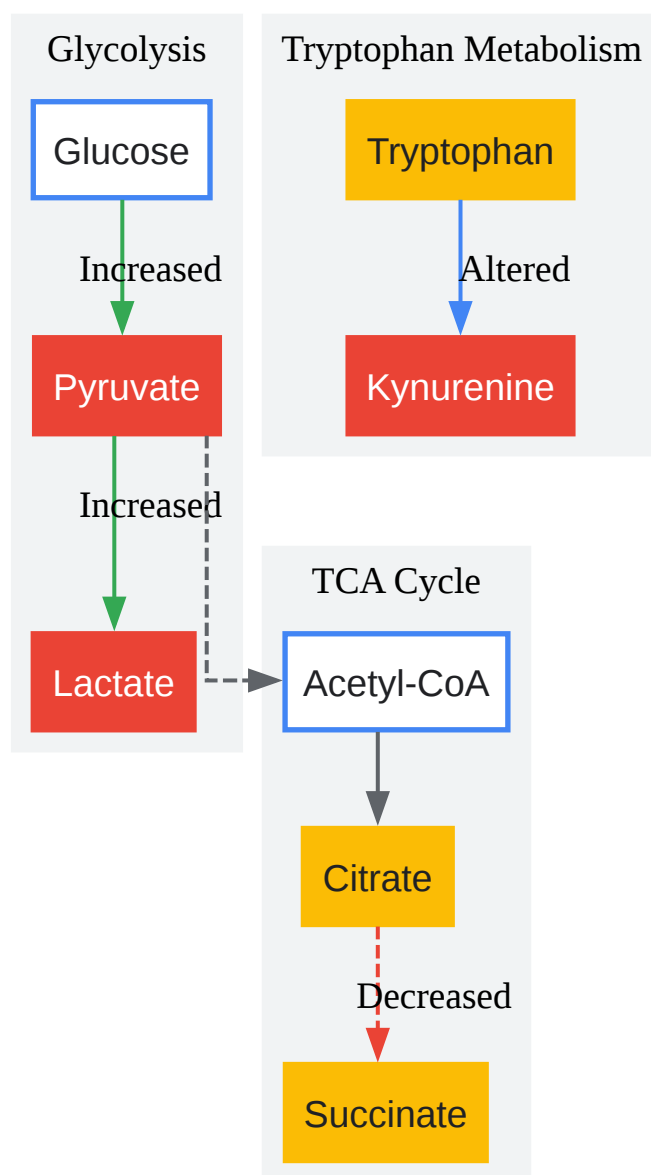 Glycolysis
Glucose
Increased
Pyruvate
Increased
Lactate
Tryptophan Metabolism
Tryptophan
Altered
Kynurenine
TCA Cycle
Acetyl-CoA
Citrate
Decreased
Succinate